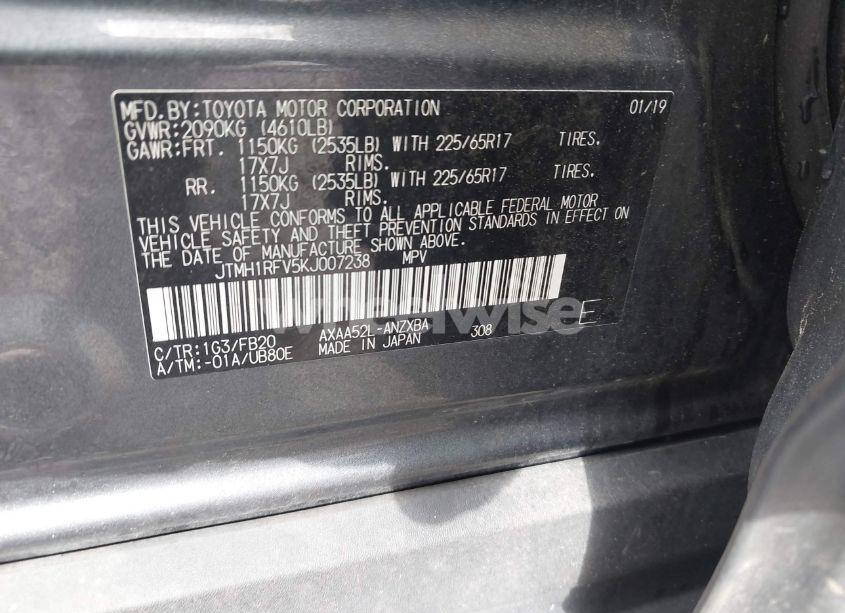 MFD.BY:TOYOTA MOTOR CORPORATION 01/19
GVWR:2090KG (4610LB)
GAWR:FRT. 1150KG (2535LB) WITH 225/65R17 TIRES.
17X7J RIMS.
RR. 1150KG (2535LB) WITH 225/65R17 TIRES.
17X7J RIMS.
THIS VEHICLE CONFORMS TO ALL APPLICABLE FEDERAL MOTOR
VEHICLE SAFETY AND THEFT PREVENTION STANDARDS IN EFFECT ON
THE DATE OF MANUFACTURE SHOWN ABOVE.
JTMH1RFV5KJ007238 MPV
wheelwise
C/TR:1G3/FB20 AXAA52L-ANZXBA 308 E
A/TM:-01A/UB80E MADE IN JAPAN